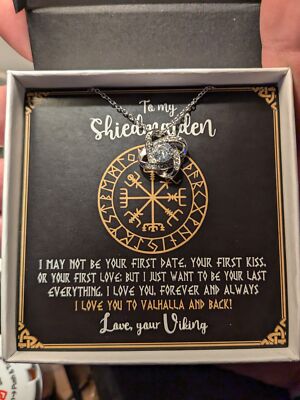 To my
Shiedmaiden
I MAY NOT BE YOUR FIRST DATE, YOUR FIRST KISS,
OR YOUR FIRST LOVE; BUT I JUST WANT TO BE YOUR LAST
EVERYTHING. I LOVE YOU, FOREVER AND ALWAYS
I LOVE YOU TO VALHALLA AND BACK!
Love, your Viking